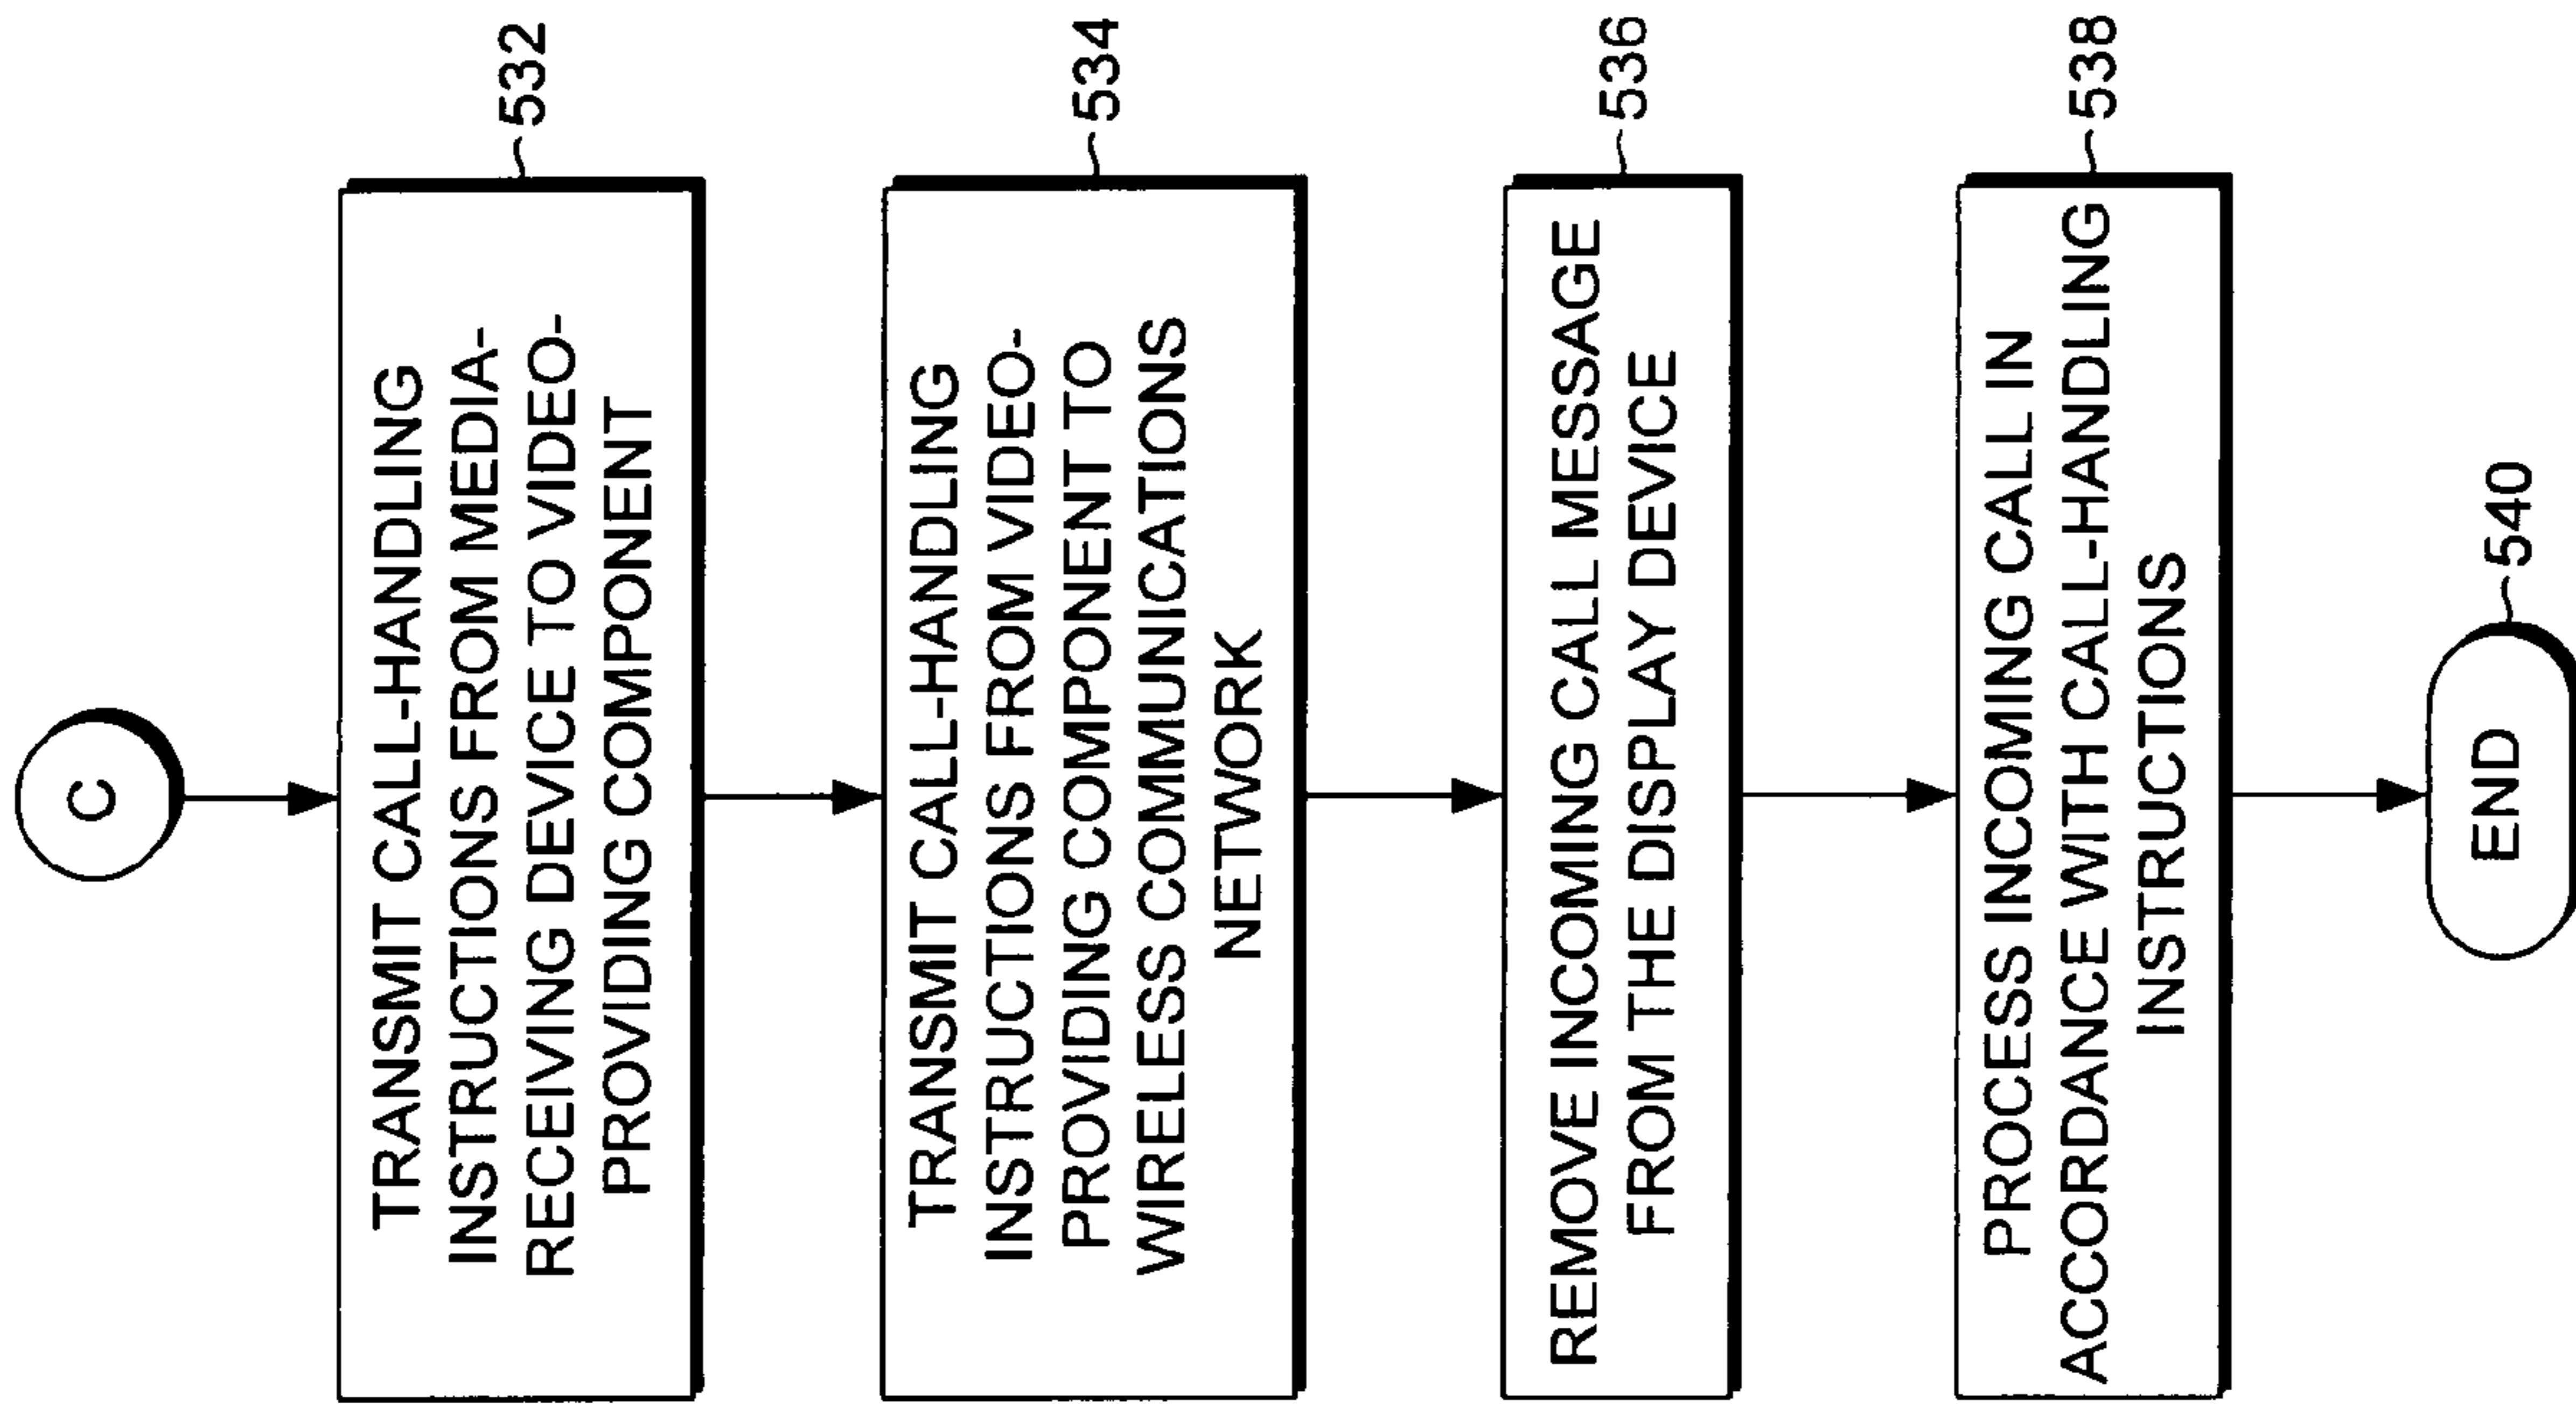 C
TRANSMIT CALL-HANDLING
INSTRUCTIONS FROM MEDIA-
RECEIVING DEVICE TO VIDEO-
PROVIDING COMPONENT
532
TRANSMIT CALL-HANDLING
INSTRUCTIONS FROM VIDEO-
PROVIDING COMPONENT TO
WIRELESS COMMUNICATIONS
NETWORK
534
REMOVE INCOMING CALL MESSAGE
FROM THE DISPLAY DEVICE
536
PROCESS INCOMING CALL IN
ACCORDANCE WITH CALL-HANDLING
INSTRUCTIONS
538
END
540